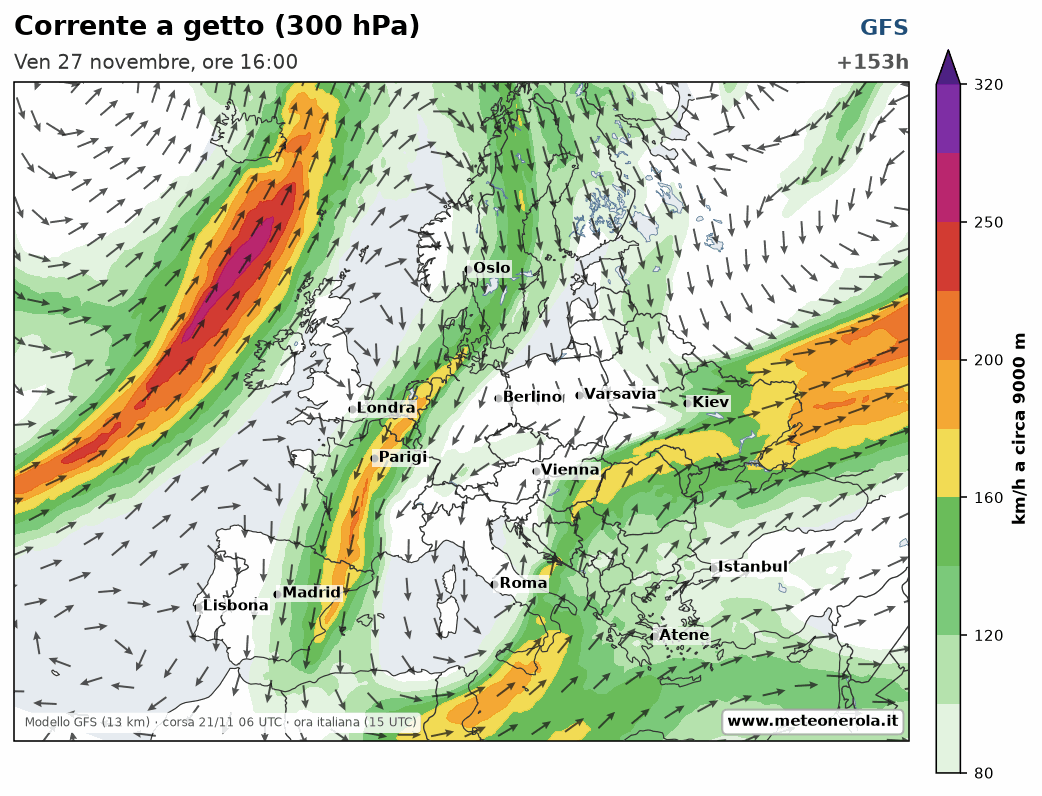 Corrente a getto (300 hPa)
GFS
Ven 27 novembre, ore 16:00
+153h
320
250
200
160
120
80
km/h a circa 9000 m
Oslo
Londra
Berlino
Varsavia
Kiev
Parigi
Vienna
Istanbul
Roma
Madrid
Lisbona
Atene
Modello GFS (13 km) · corsa 21/11 06 UTC · ora italiana (15 UTC)
www.meteonerola.it